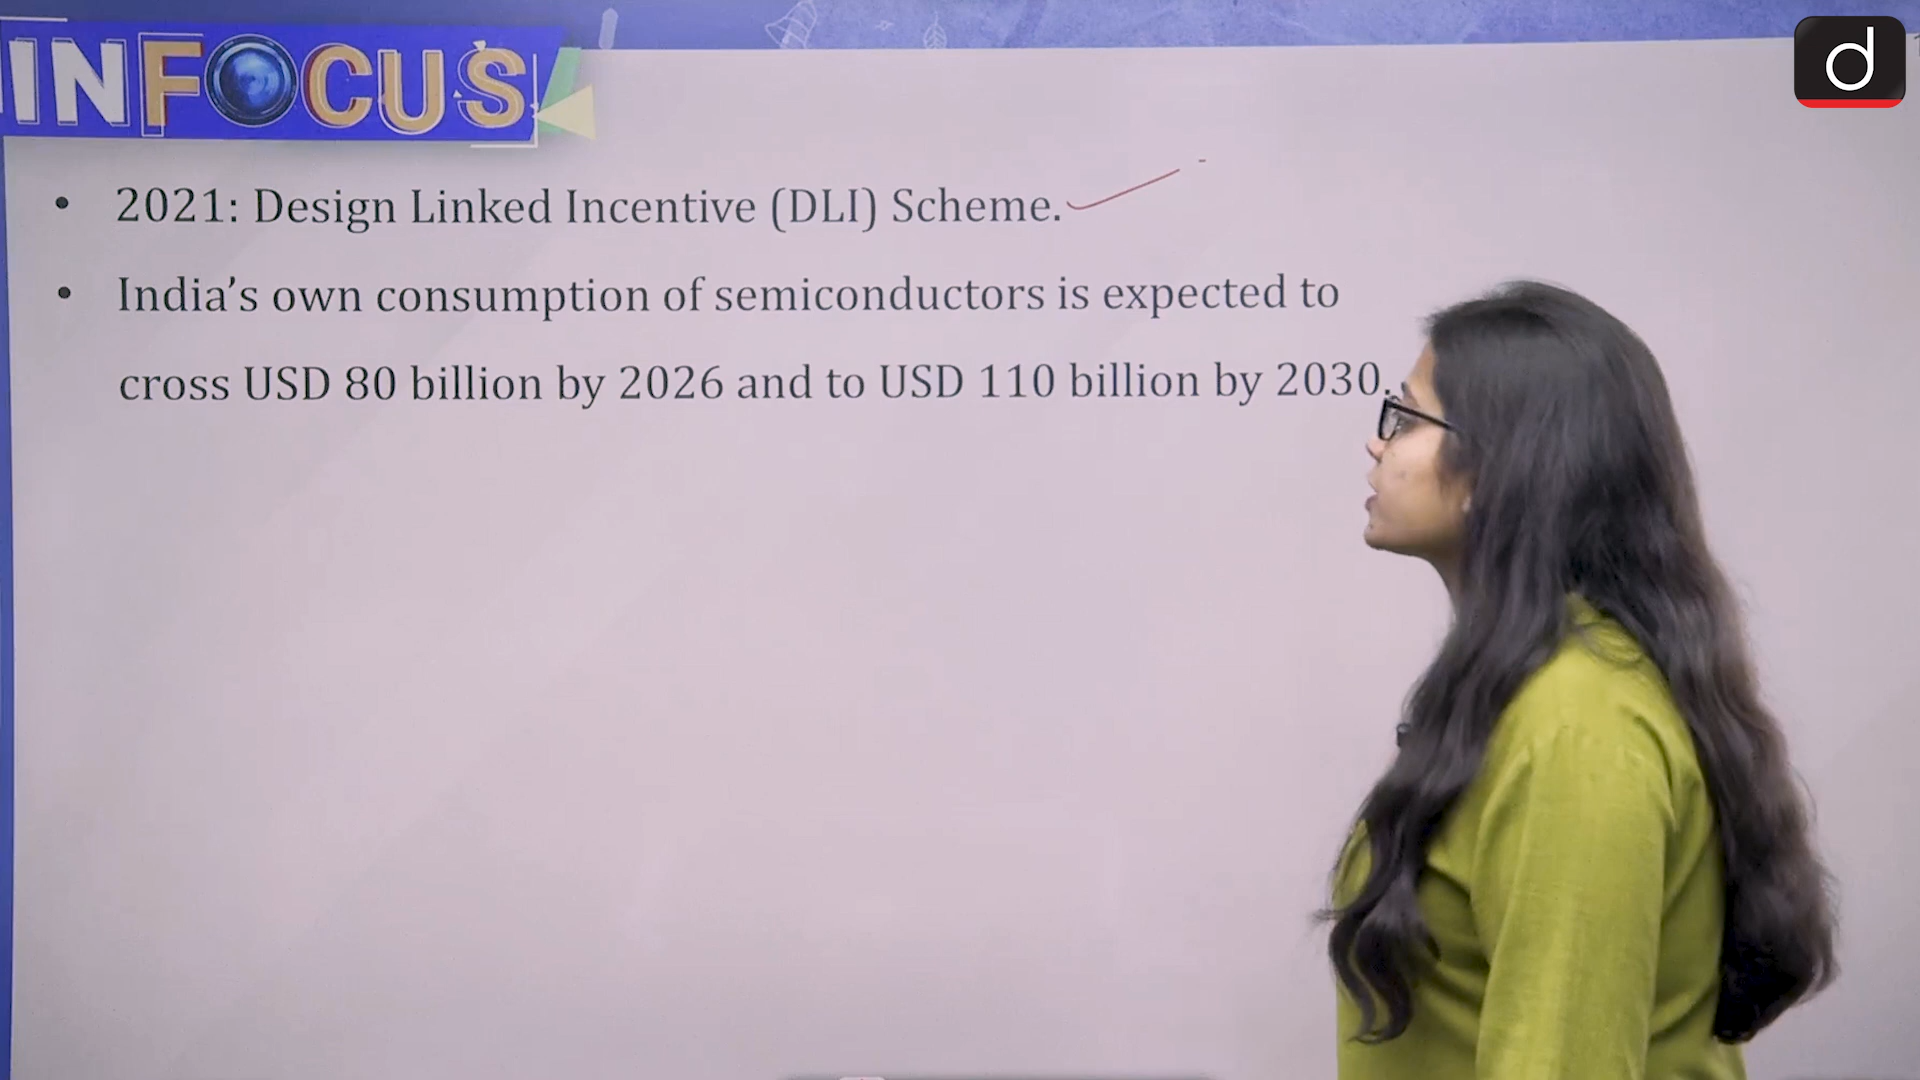 INFOCUS
d
• 2021: Design Linked Incentive (DLI) Scheme.
• India’s own consumption of semiconductors is expected to
cross USD 80 billion by 2026 and to USD 110 billion by 2030.